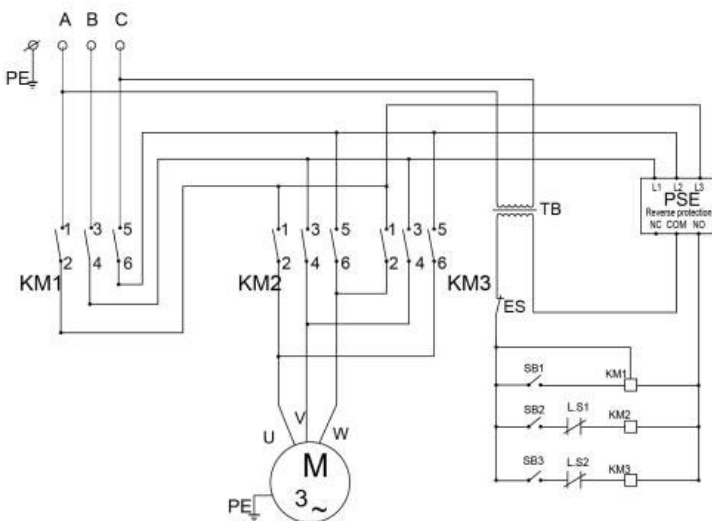 A B C
PE
L1 L2 L3
PSE
Reverse protection
NC COM NO
TB
1 3 5
2 4 6
KM1
1 3 5
2 4 6
KM2
1 3 5
2 4 6
KM3
ES
SB1 KM1
SB2 L.S1 KM2
SB3 L.S2 KM3
U V W
M
3 ~
PE